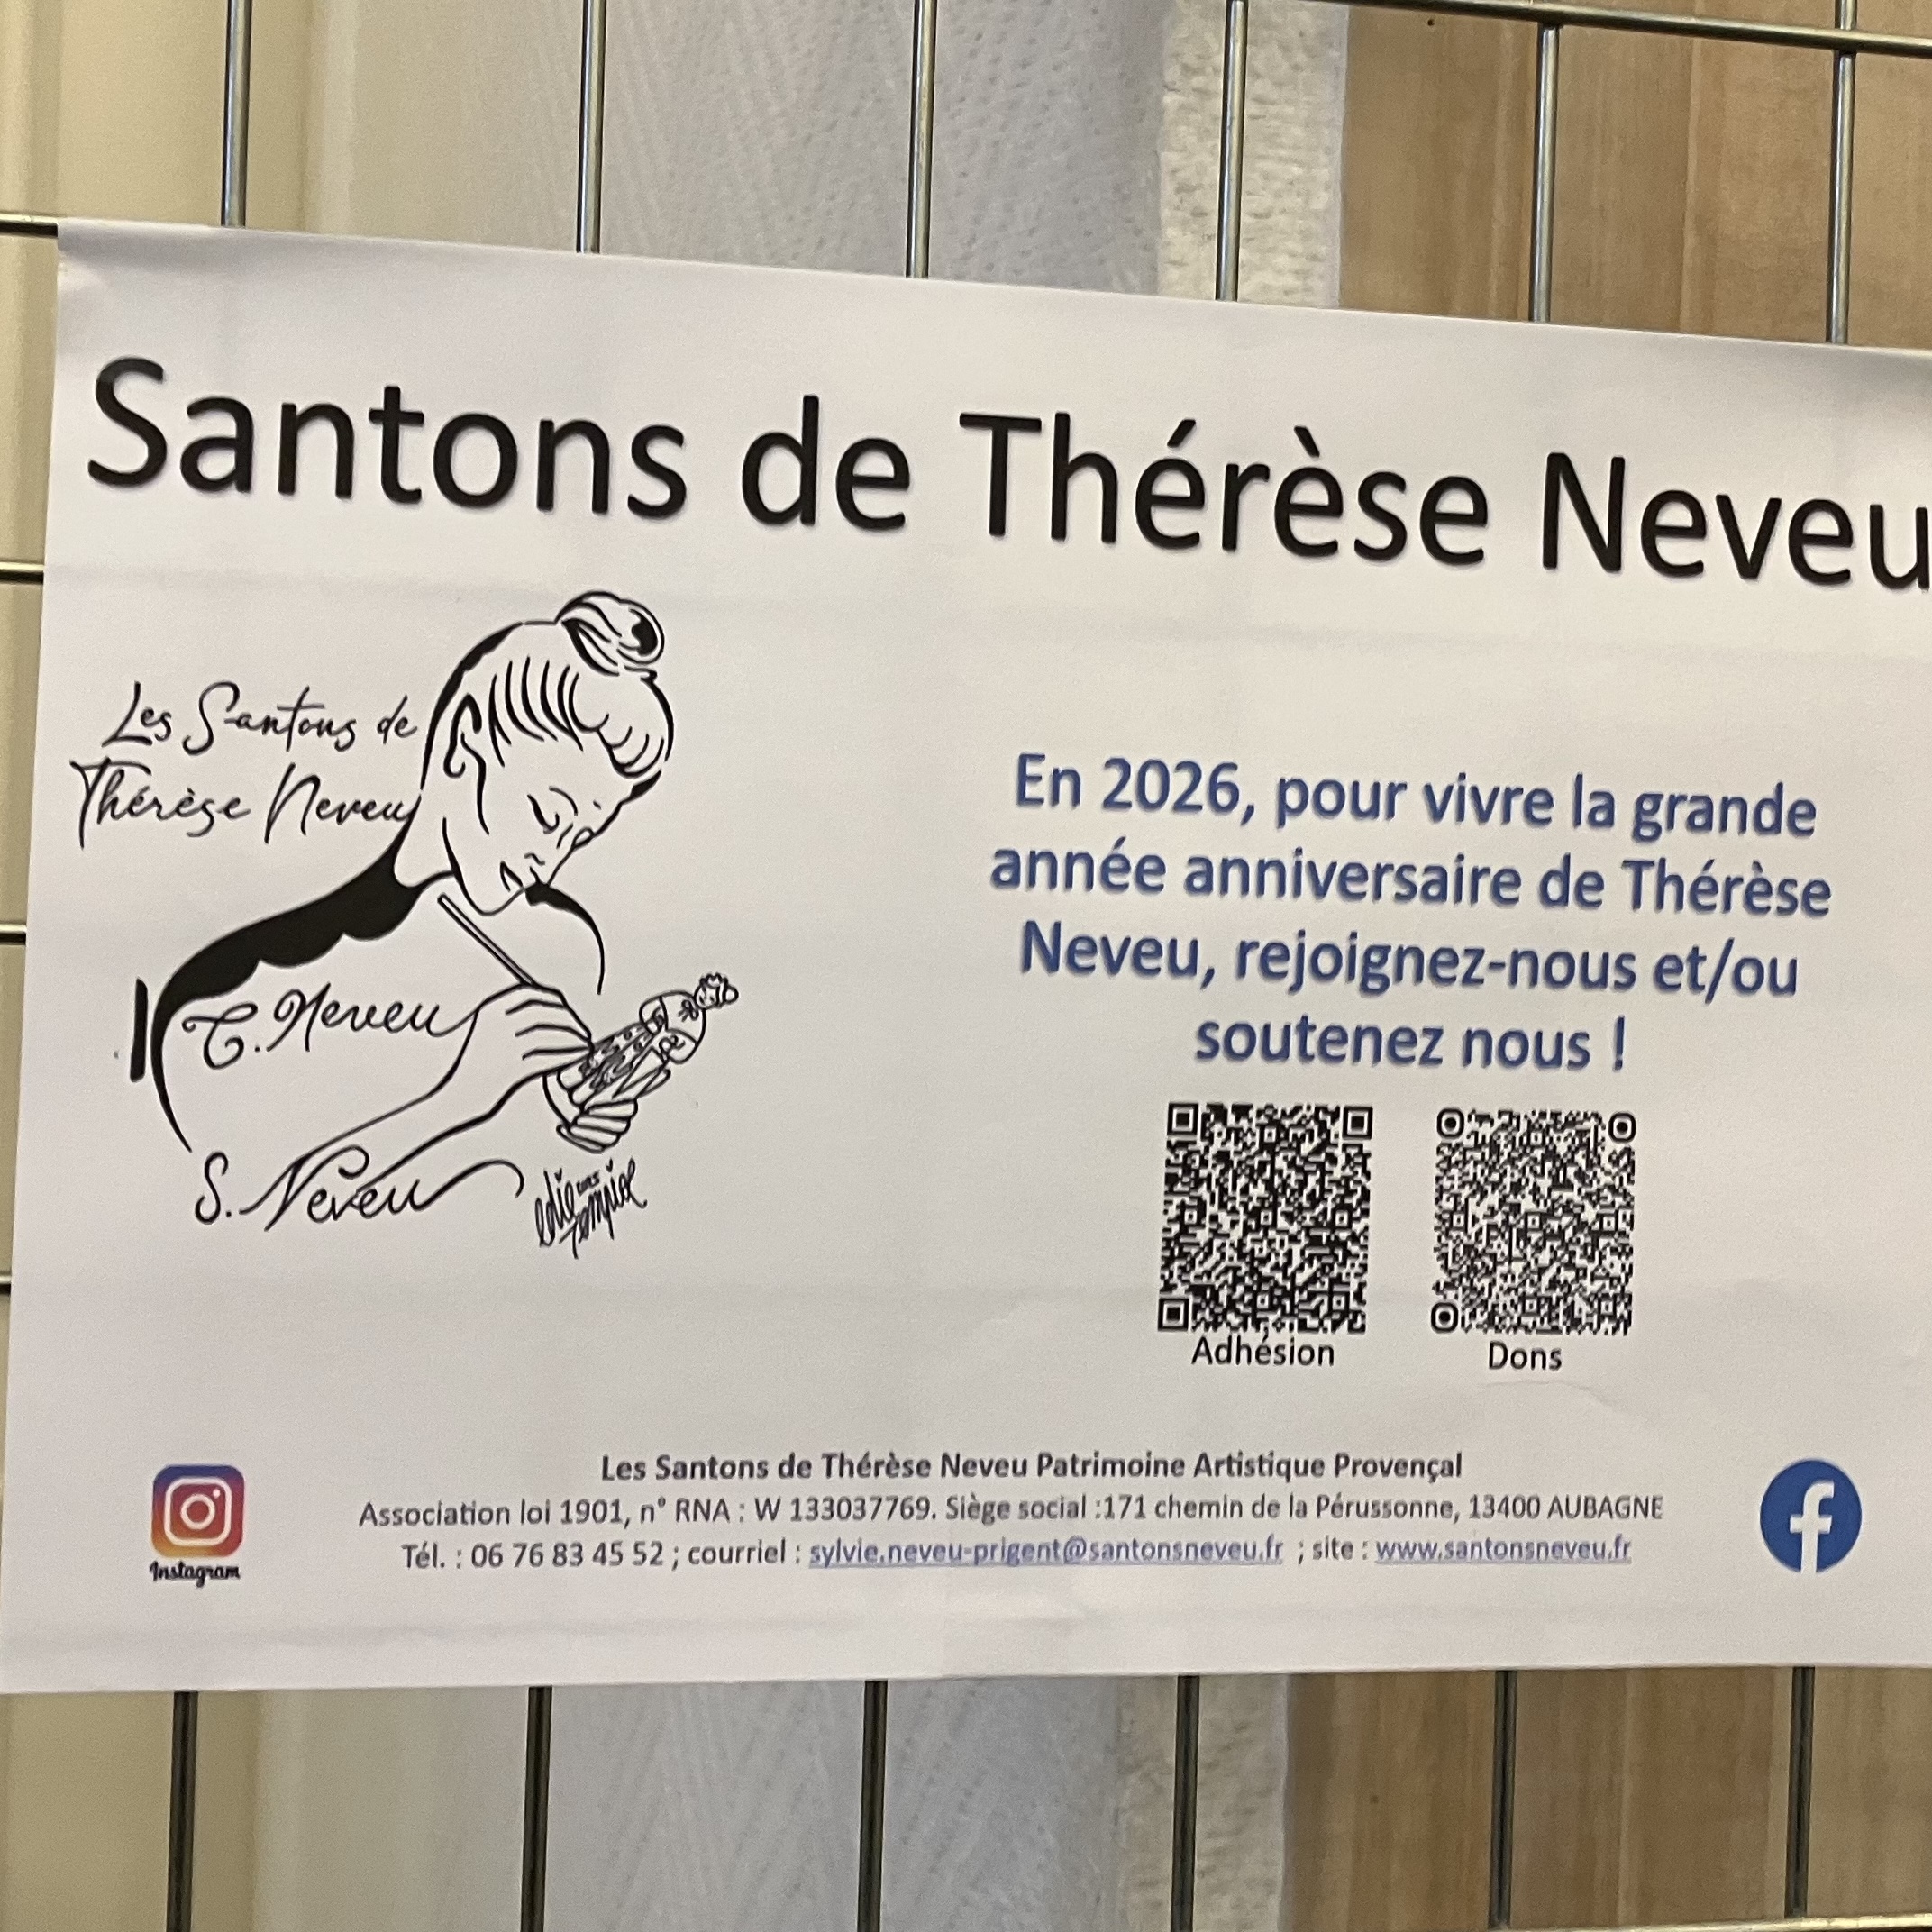 Santons de Thérèse Neveu
Les Santons de
Thérèse Neveu
T. Neveu
S. Neveu
En 2026, pour vivre la grande
année anniversaire de Thérèse
Neveu, rejoignez-nous et/ou
soutenez nous !
Adhésion
Dons
Les Santons de Thérèse Neveu Patrimoine Artistique Provençal
Association loi 1901, n° RNA : W 133037769. Siège social :171 chemin de la Pérussonne, 13400 AUBAGNE
Tél. : 06 76 83 45 52 ; courriel : sylvie.neveu-prigent@santonsneveu.fr ; site : www.santonsneveu.fr
Instagram